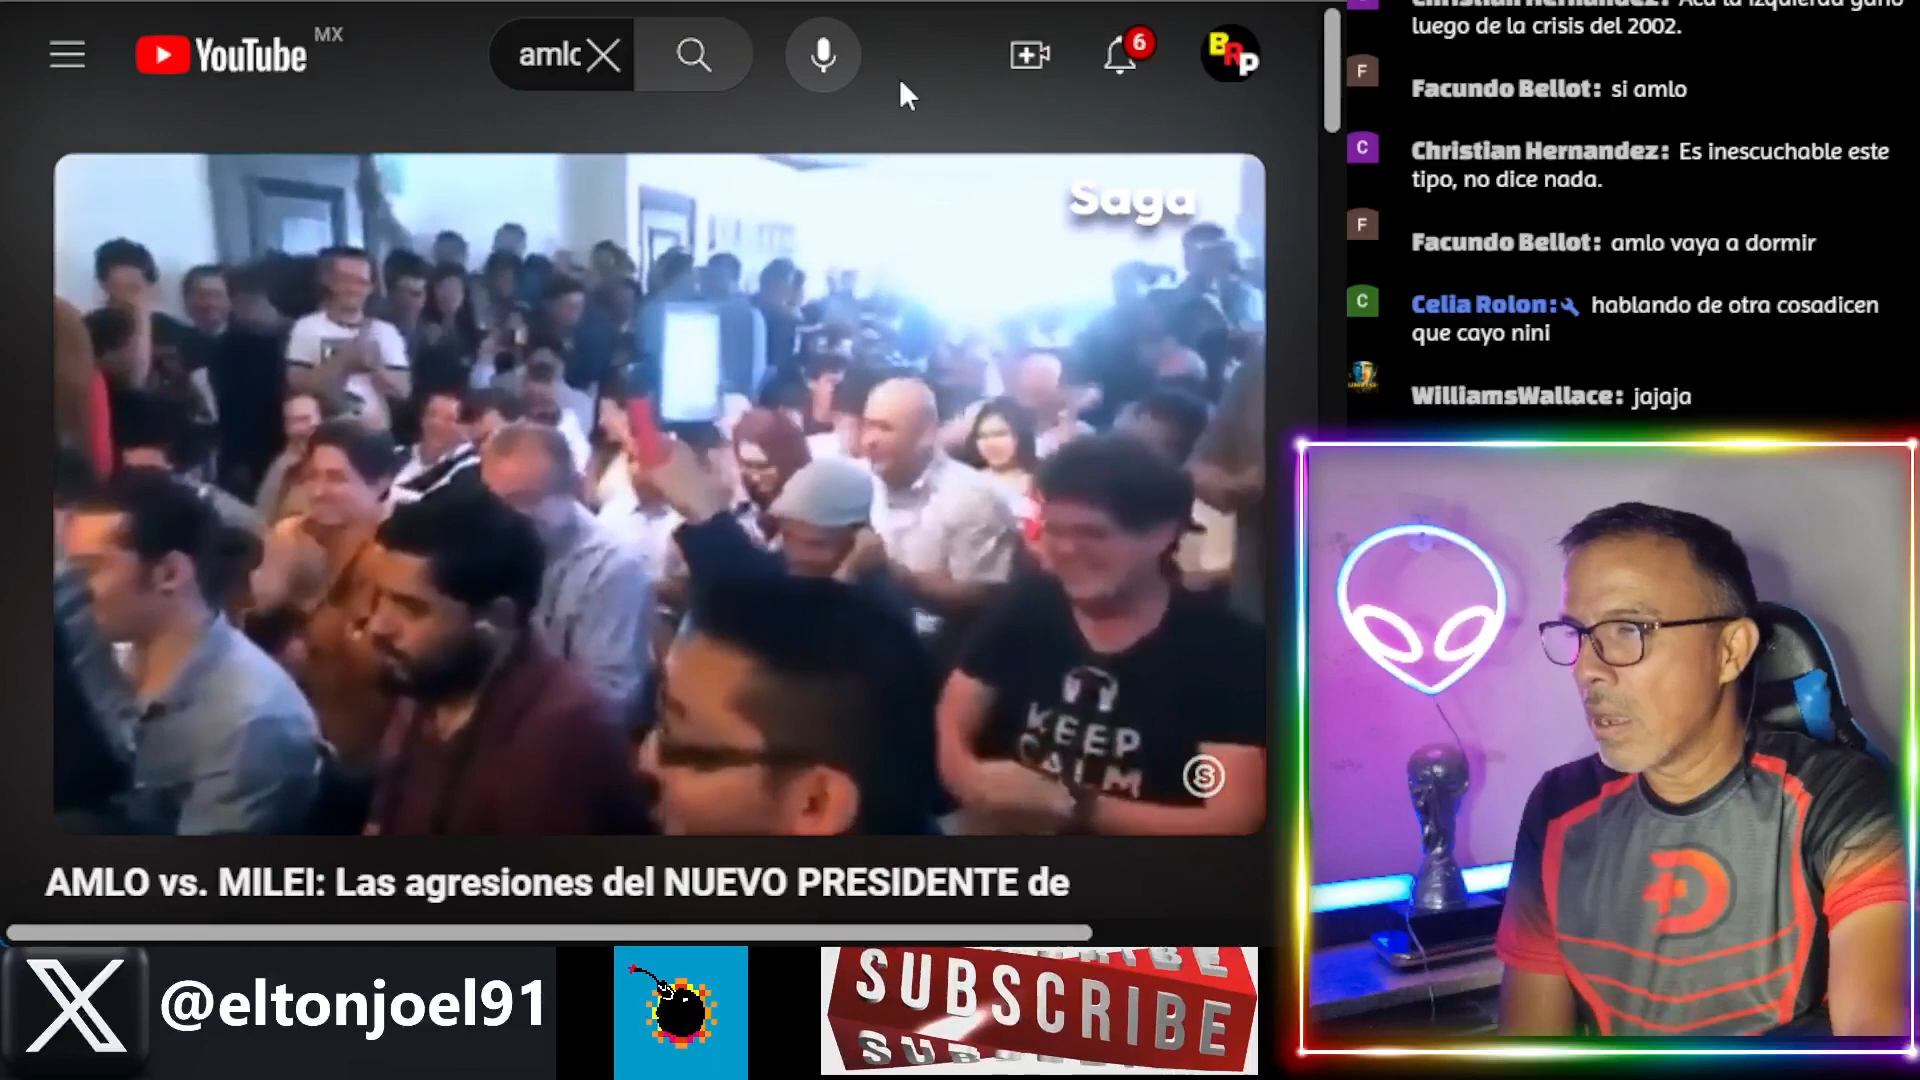 YouTube MX
amlc
6
BRP
Saga
KEEP
CALM
AMLO vs. MILEI: Las agresiones del NUEVO PRESIDENTE de
luego de la crisis del 2002.
F
Facundo Bellot: si amlo
C
Christian Hernandez: Es inescuchable este
tipo, no dice nada.
F
Facundo Bellot: amlo vaya a dormir
C
Celia Rolon: hablando de otra cosadicen
que cayo nini
WilliamsWallace: jajaja
X
@eltonjoel91
SUBSCRIBE